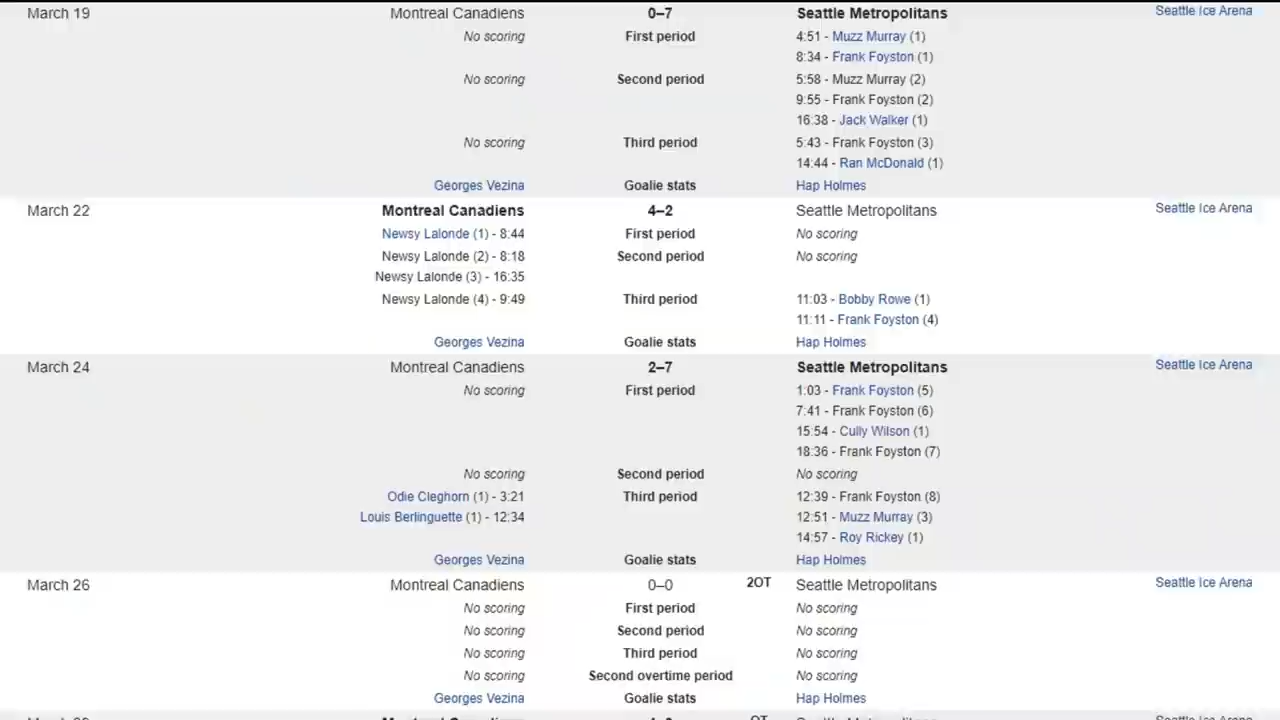 March 19 Montreal Canadiens 0–7 Seattle Metropolitans Seattle Ice Arena
No scoring First period 4:51 - Muzz Murray (1)
8:34 - Frank Foyston (1)
No scoring Second period 5:58 - Muzz Murray (2)
9:55 - Frank Foyston (2)
16:38 - Jack Walker (1)
No scoring Third period 5:43 - Frank Foyston (3)
14:44 - Ran McDonald (1)
Georges Vezina Goalie stats Hap Holmes
March 22 Montreal Canadiens 4–2 Seattle Metropolitans Seattle Ice Arena
Newsy Lalonde (1) - 8:44 First period No scoring
Newsy Lalonde (2) - 8:18 Second period No scoring
Newsy Lalonde (3) - 16:35
Newsy Lalonde (4) - 9:49 Third period 11:03 - Bobby Rowe (1)
11:11 - Frank Foyston (4)
Georges Vezina Goalie stats Hap Holmes
March 24 Montreal Canadiens 2–7 Seattle Metropolitans Seattle Ice Arena
No scoring First period 1:03 - Frank Foyston (5)
7:41 - Frank Foyston (6)
15:54 - Cully Wilson (1)
18:36 - Frank Foyston (7)
No scoring Second period No scoring
Odie Cleghorn (1) - 3:21 Third period 12:39 - Frank Foyston (8)
Louis Berlinguette (1) - 12:34 12:51 - Muzz Murray (3)
14:57 - Roy Rickey (1)
Georges Vezina Goalie stats Hap Holmes
March 26 Montreal Canadiens 0–0 2OT Seattle Metropolitans Seattle Ice Arena
No scoring First period No scoring
No scoring Second period No scoring
No scoring Third period No scoring
No scoring Second overtime period No scoring
Georges Vezina Goalie stats Hap Holmes